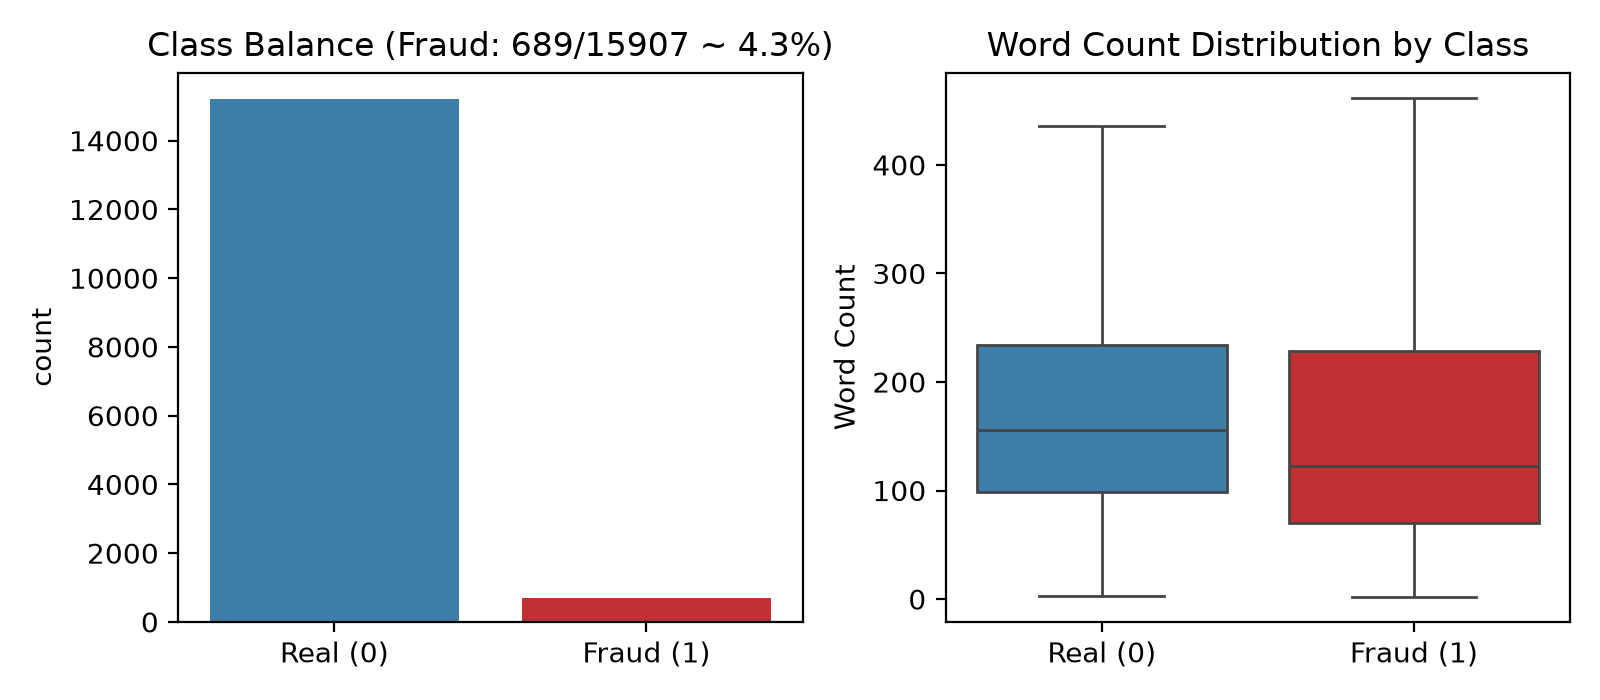 Class Balance (Fraud: 689/15907 ~ 4.3%)
count
14000
12000
10000
8000
6000
4000
2000
0
Real (0)
Fraud (1)
Word Count Distribution by Class
Word Count
400
300
200
100
0
Real (0)
Fraud (1)